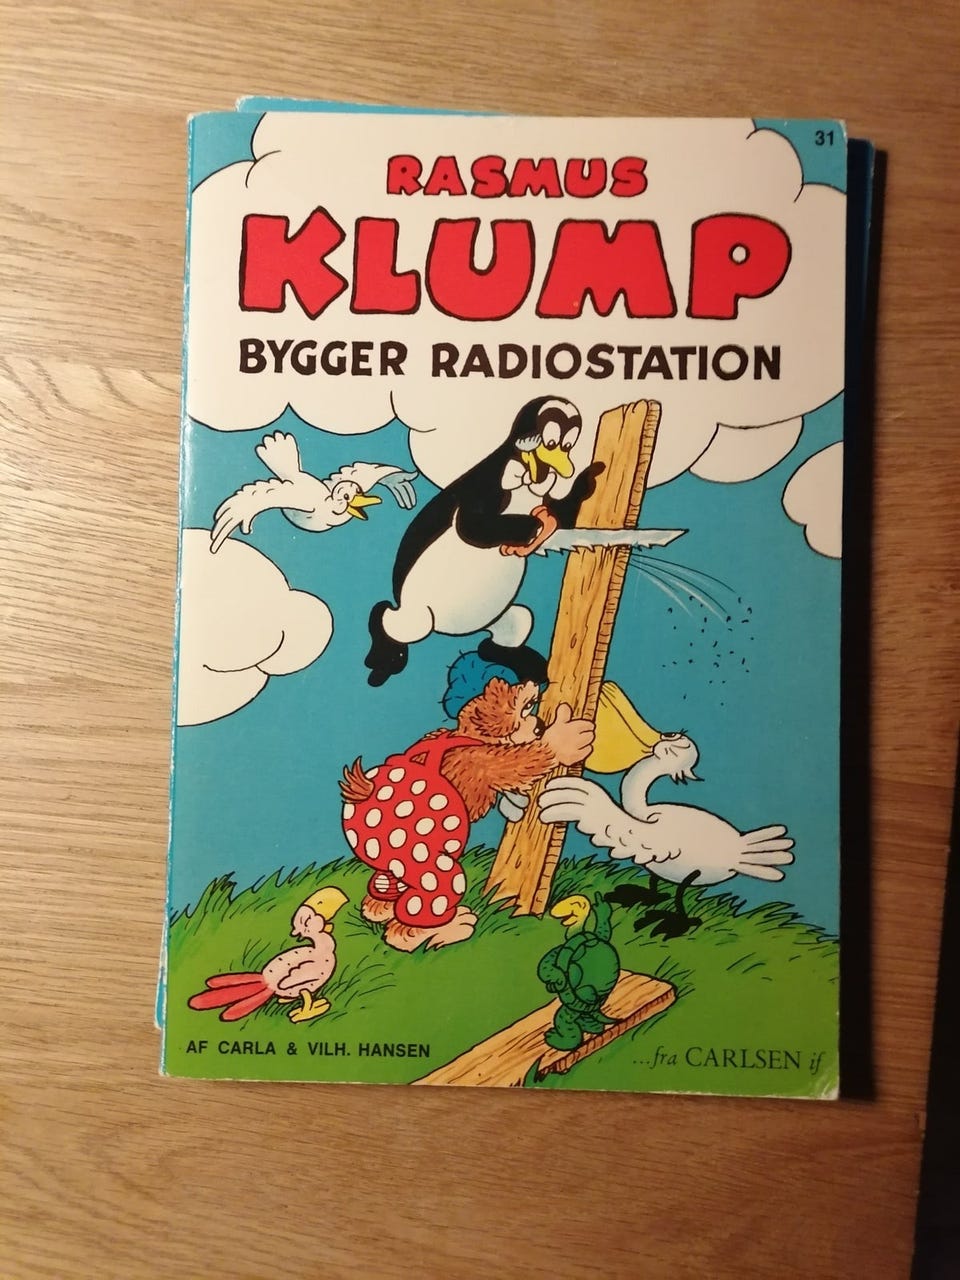 31
RASMUS
KLUMP
BYGGER RADIOSTATION
AF CARLA & VILH. HANSEN
...fra CARLSEN if